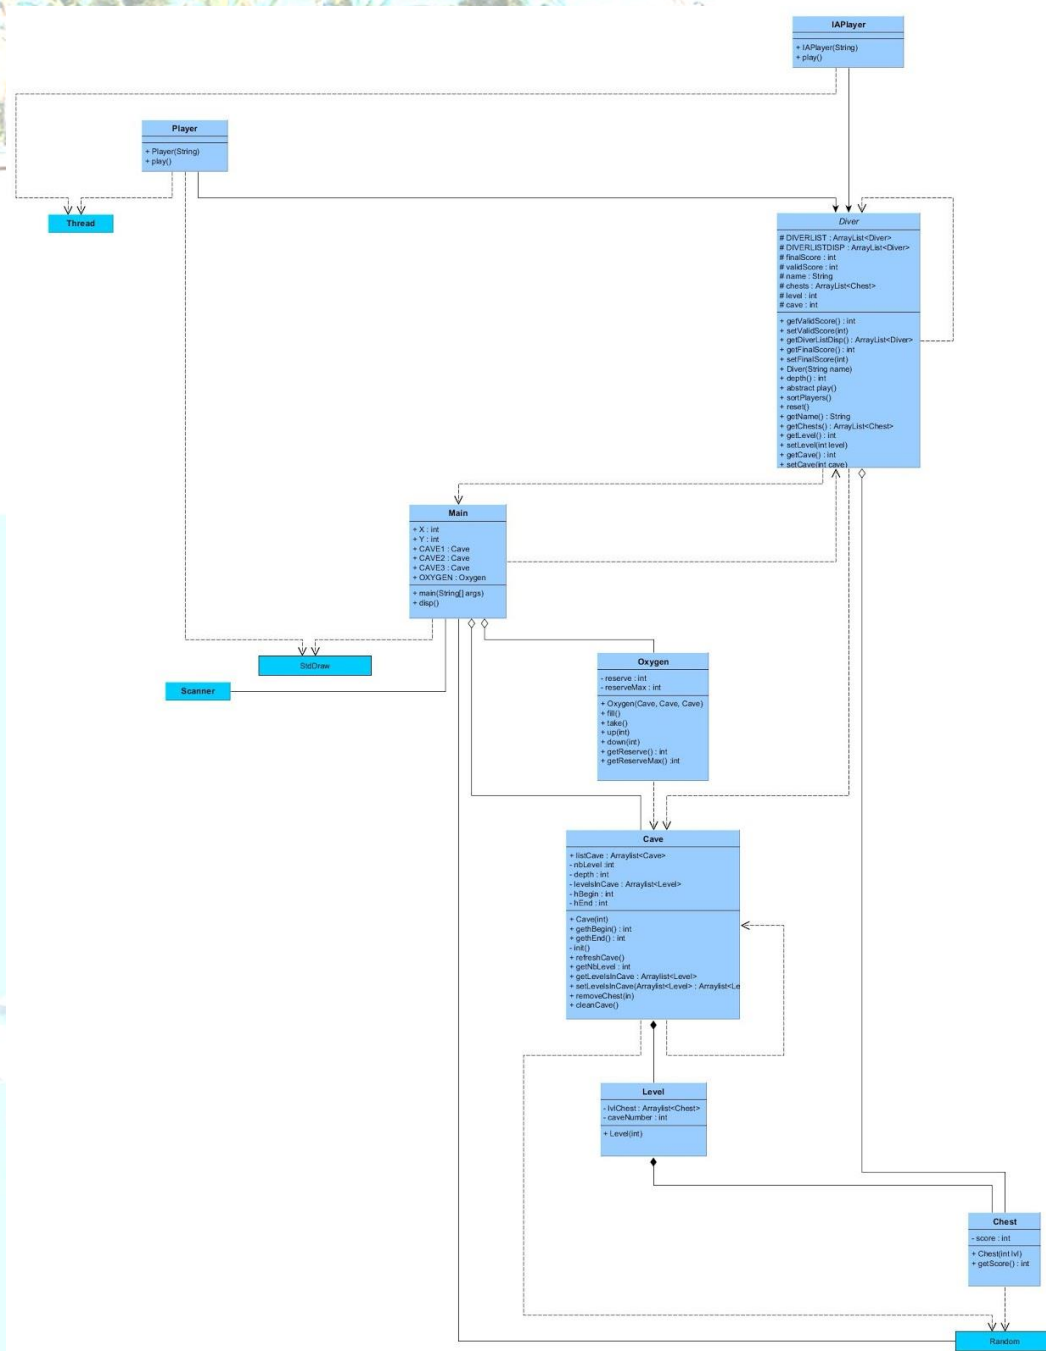 IAPlayer
+ IAPlayer(String)
+ play()
Player
+ Player(String)
+ play()
Thread
Diver
# DIVERLIST : ArrayList<Diver>
# DIVERLISTDISP : ArrayList<Diver>
# finalScore : int
# validScore : int
# name : String
# chests : ArrayList<Chest>
# level : int
# cave : int
+ getValidScore() : int
+ setValidScore(int)
+ getDiverListDisp() : ArrayList<Diver>
+ getFinalScore() : int
+ setFinalScore(int)
+ Diver(String name)
+ depth() : int
+ abstract play()
+ sortPlayers()
+ reset()
+ getName() : String
+ getChests() : ArrayList<Chest>
+ getLevel() : int
+ setLevel(int level)
+ getCave() : int
+ setCave(int cave)
Main
+ X : int
+ Y : int
+ CAVE1 : Cave
+ CAVE2 : Cave
+ CAVE3 : Cave
+ OXYGEN : Oxygen
+ main(String[] args)
+ disp()
StdDraw
Scanner
Oxygen
- reserve : int
- reserveMax : int
+ Oxygen(Cave, Cave, Cave)
+ fill()
+ take()
+ up(int)
+ down(int)
+ getReserve() : int
+ getReserveMax() :int
Cave
+ listCave : Arraylist<Cave>
- nbLevel :int
- depth : int
- levelsInCave : Arraylist<Level>
- hBegin : int
- hEnd : int
+ Cave(int)
+ gethBegin() : int
+ gethEnd() : int
- init()
+ refreshCave()
+ getNbLevel : int
+ getLevelsInCave : Arraylist<Level>
+ setLevelsInCave(Arraylist<Level> : Arraylist<Le
+ removeChest(in)
+ cleanCave()
Level
- lvlChest : Arraylist<Chest>
- caveNumber : int
+ Level(int)
Chest
- score : int
+ Chest(int lvl)
+ getScore() : int
Random